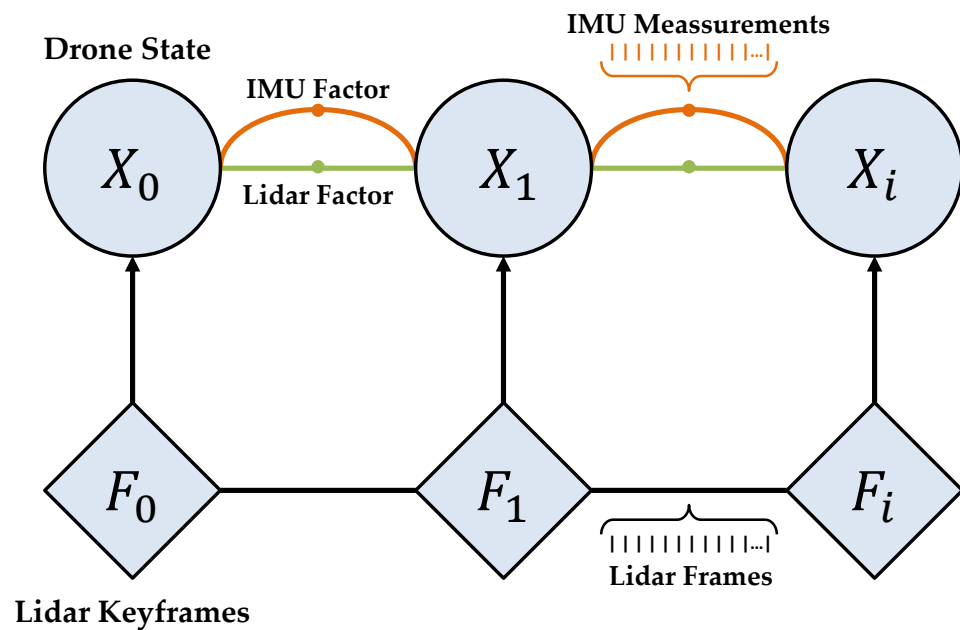 IMU Meassurements
Drone State
...
IMU Factor
X0
X1
Xi
Lidar Factor
F0
F1
Fi
...
Lidar Frames
Lidar Keyframes